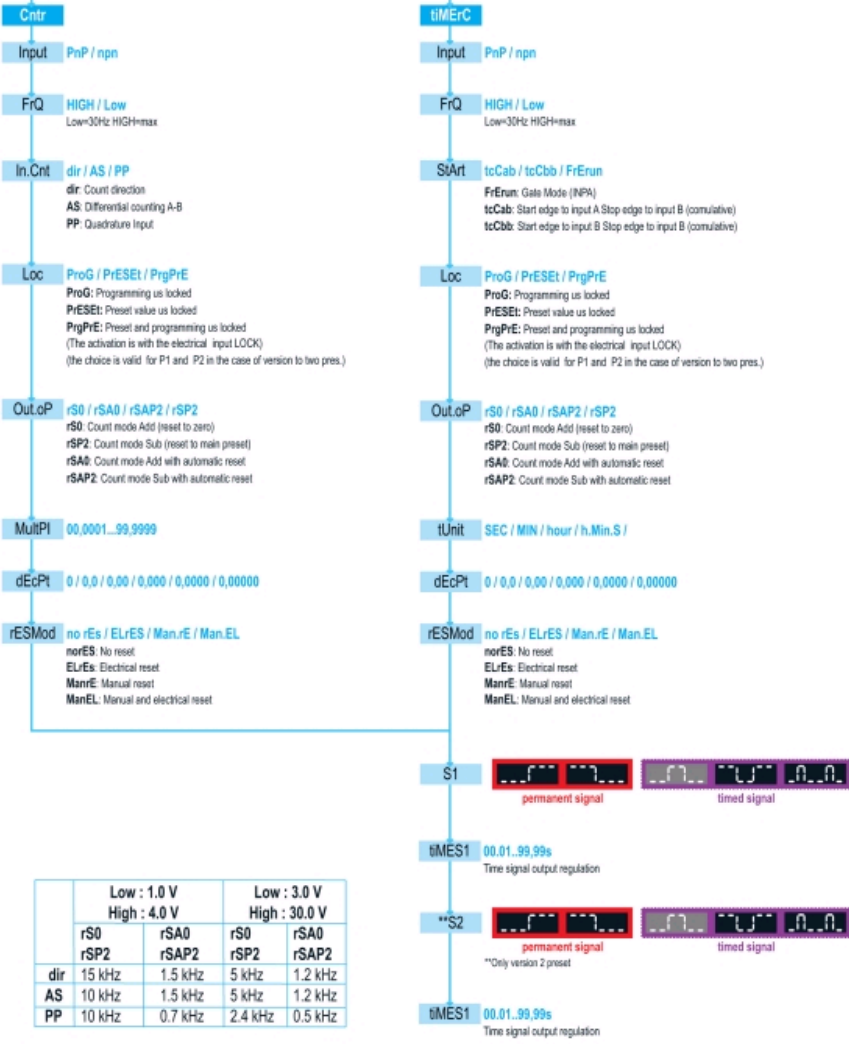 Cntr
Input PnP / npn
FrQ HIGH / Low
Low=30Hz HIGH=max
In.Cnt dir / AS / PP
dir: Count direction
AS: Differential counting A-B
PP: Quadrature Input
Loc ProG / PrESEt / PrgPrE
ProG: Programming us locked
PrESEt: Preset value us locked
PrgPrE: Preset and programming us locked
(The activation is with the electrical input LOCK)
(the choice is valid for P1 and P2 in the case of version to two pres.)
Out.oP rS0 / rSA0 / rSAP2 / rSP2
rS0: Count mode Add (reset to zero)
rSP2: Count mode Sub (reset to main preset)
rSA0: Count mode Add with automatic reset
rSAP2: Count mode Sub with automatic reset
MultPl 00,0001...99,9999
dEcPt 0 / 0,0 / 0,00 / 0,000 / 0,0000 / 0,00000
rESMod no rEs / ELrES / Man.rE / Man.EL
norES: No reset
ELrEs: Electrical reset
ManrE: Manual reset
ManEL: Manual and electrical reset
tiMErC
Input PnP / npn
FrQ HIGH / Low
Low=30Hz HIGH=max
StArt tcCab / tcCbb / FrErun
FrErun: Gate Mode (INPA)
tcCab: Start edge to input A Stop edge to input B (comulative)
tcCbb: Start edge to input B Stop edge to input B (comulative)
Loc ProG / PrESEt / PrgPrE
ProG: Programming us locked
PrESEt: Preset value us locked
PrgPrE: Preset and programming us locked
(The activation is with the electrical input LOCK)
(the choice is valid for P1 and P2 in the case of version to two pres.)
Out.oP rS0 / rSA0 / rSAP2 / rSP2
rS0: Count mode Add (reset to zero)
rSP2: Count mode Sub (reset to main preset)
rSA0: Count mode Add with automatic reset
rSAP2: Count mode Sub with automatic reset
tUnit SEC / MIN / hour / h.Min.S /
dEcPt 0 / 0,0 / 0,00 / 0,000 / 0,0000 / 0,00000
rESMod no rEs / ELrES / Man.rE / Man.EL
norES: No reset
ELrEs: Electrical reset
ManrE: Manual reset
ManEL: Manual and electrical reset
S1
permanent signal timed signal
tiMES1 00.01..99,99s
Time signal output regulation
**S2
permanent signal timed signal
**Only version 2 preset
tiMES1 00.01..99,99s
Time signal output regulation
Low : 1.0 V Low : 3.0 V
High : 4.0 V High : 30.0 V
rS0 rSA0 rS0 rSA0
rSP2 rSAP2 rSP2 rSAP2
dir 15 kHz 1.5 kHz 5 kHz 1.2 kHz
AS 10 kHz 1.5 kHz 5 kHz 1.2 kHz
PP 10 kHz 0.7 kHz 2.4 kHz 0.5 kHz